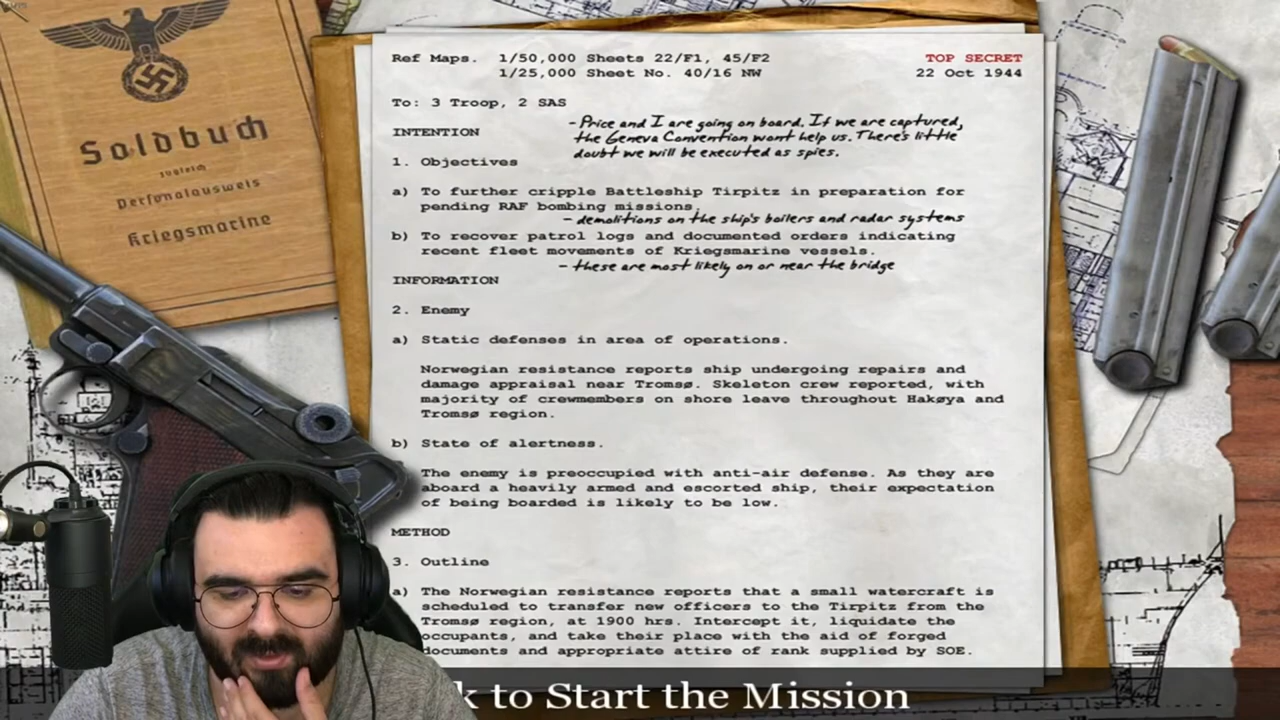 Soldbuch
zugleich
Personalausweis
Kriegsmarine
Ref Maps. 1/50,000 Sheets 22/F1, 45/F2
1/25,000 Sheet No. 40/16 NW
TOP SECRET
22 Oct 1944
To: 3 Troop, 2 SAS
- Price and I are going on board. If we are captured,
the Geneva Convention wont help us. There's little
doubt we will be executed as spies.
INTENTION
1. Objectives
a) To further cripple Battleship Tirpitz in preparation for
pending RAF bombing missions.
- demolitions on the ship's boilers and radar systems
b) To recover patrol logs and documented orders indicating
recent fleet movements of Kriegsmarine vessels.
- these are most likely on or near the bridge
INFORMATION
2. Enemy
a) Static defenses in area of operations.
Norwegian resistance reports ship undergoing repairs and
damage appraisal near Tromsø. Skeleton crew reported, with
majority of crewmembers on shore leave throughout Hakøya and
Tromsø region.
b) State of alertness.
The enemy is preoccupied with anti-air defense. As they are
aboard a heavily armed and escorted ship, their expectation
of being boarded is likely to be low.
METHOD
3. Outline
a) The Norwegian resistance reports that a small watercraft is
scheduled to transfer new officers to the Tirpitz from the
Tromsø region, at 1900 hrs. Intercept it, liquidate the
occupants, and take their place with the aid of forged
documents and appropriate attire of rank supplied by SOE.
k to Start the Mission